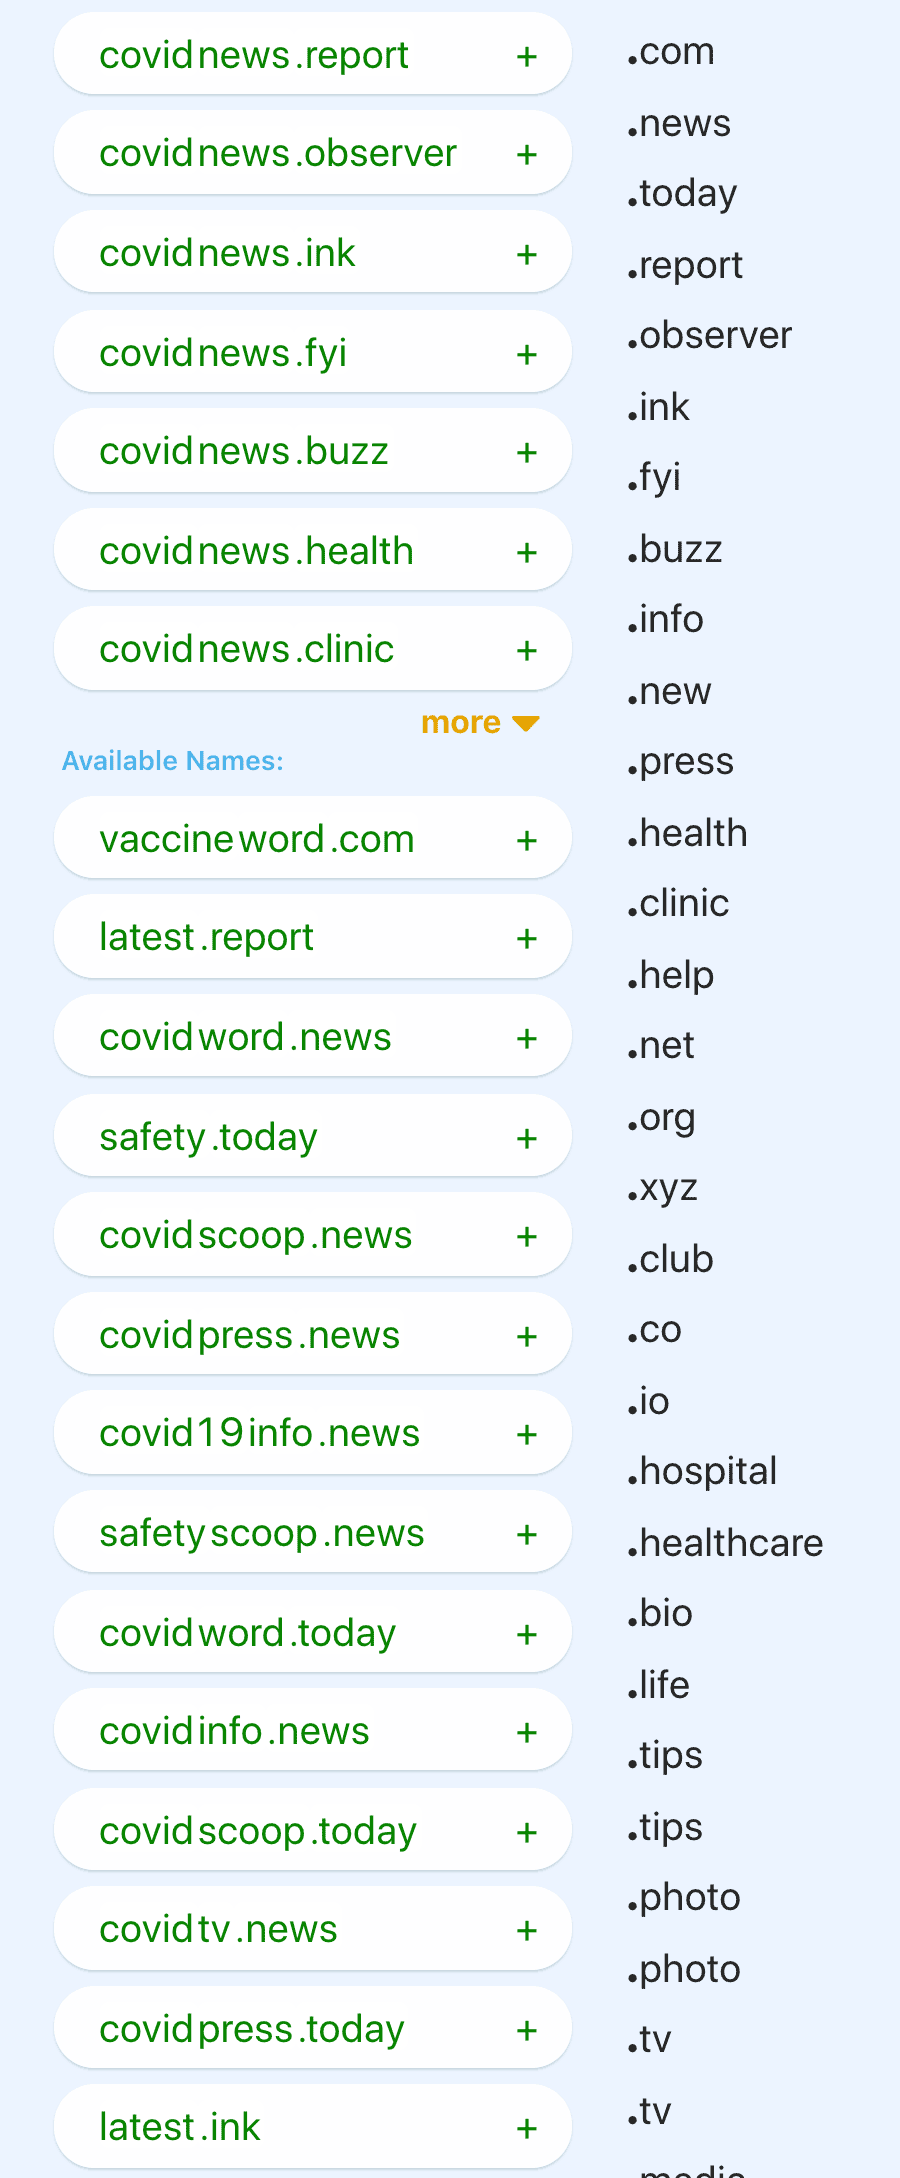 covidnews.report +
covidnews.observer +
covidnews.ink +
covidnews.fyi +
covidnews.buzz +
covidnews.health +
covidnews.clinic +
more
Available Names:
vaccineword.com +
latest.report +
covidword.news +
safety.today +
covidscoop.news +
covidpress.news +
covid19info.news +
safetyscoop.news +
covidword.today +
covidinfo.news +
covidscoop.today +
covidtv.news +
covidpress.today +
latest.ink +
.com
.news
.today
.report
.observer
.ink
.fyi
.buzz
.info
.new
.press
.health
.clinic
.help
.net
.org
.xyz
.club
.co
.io
.hospital
.healthcare
.bio
.life
.tips
.tips
.photo
.photo
.tv
.tv
.media